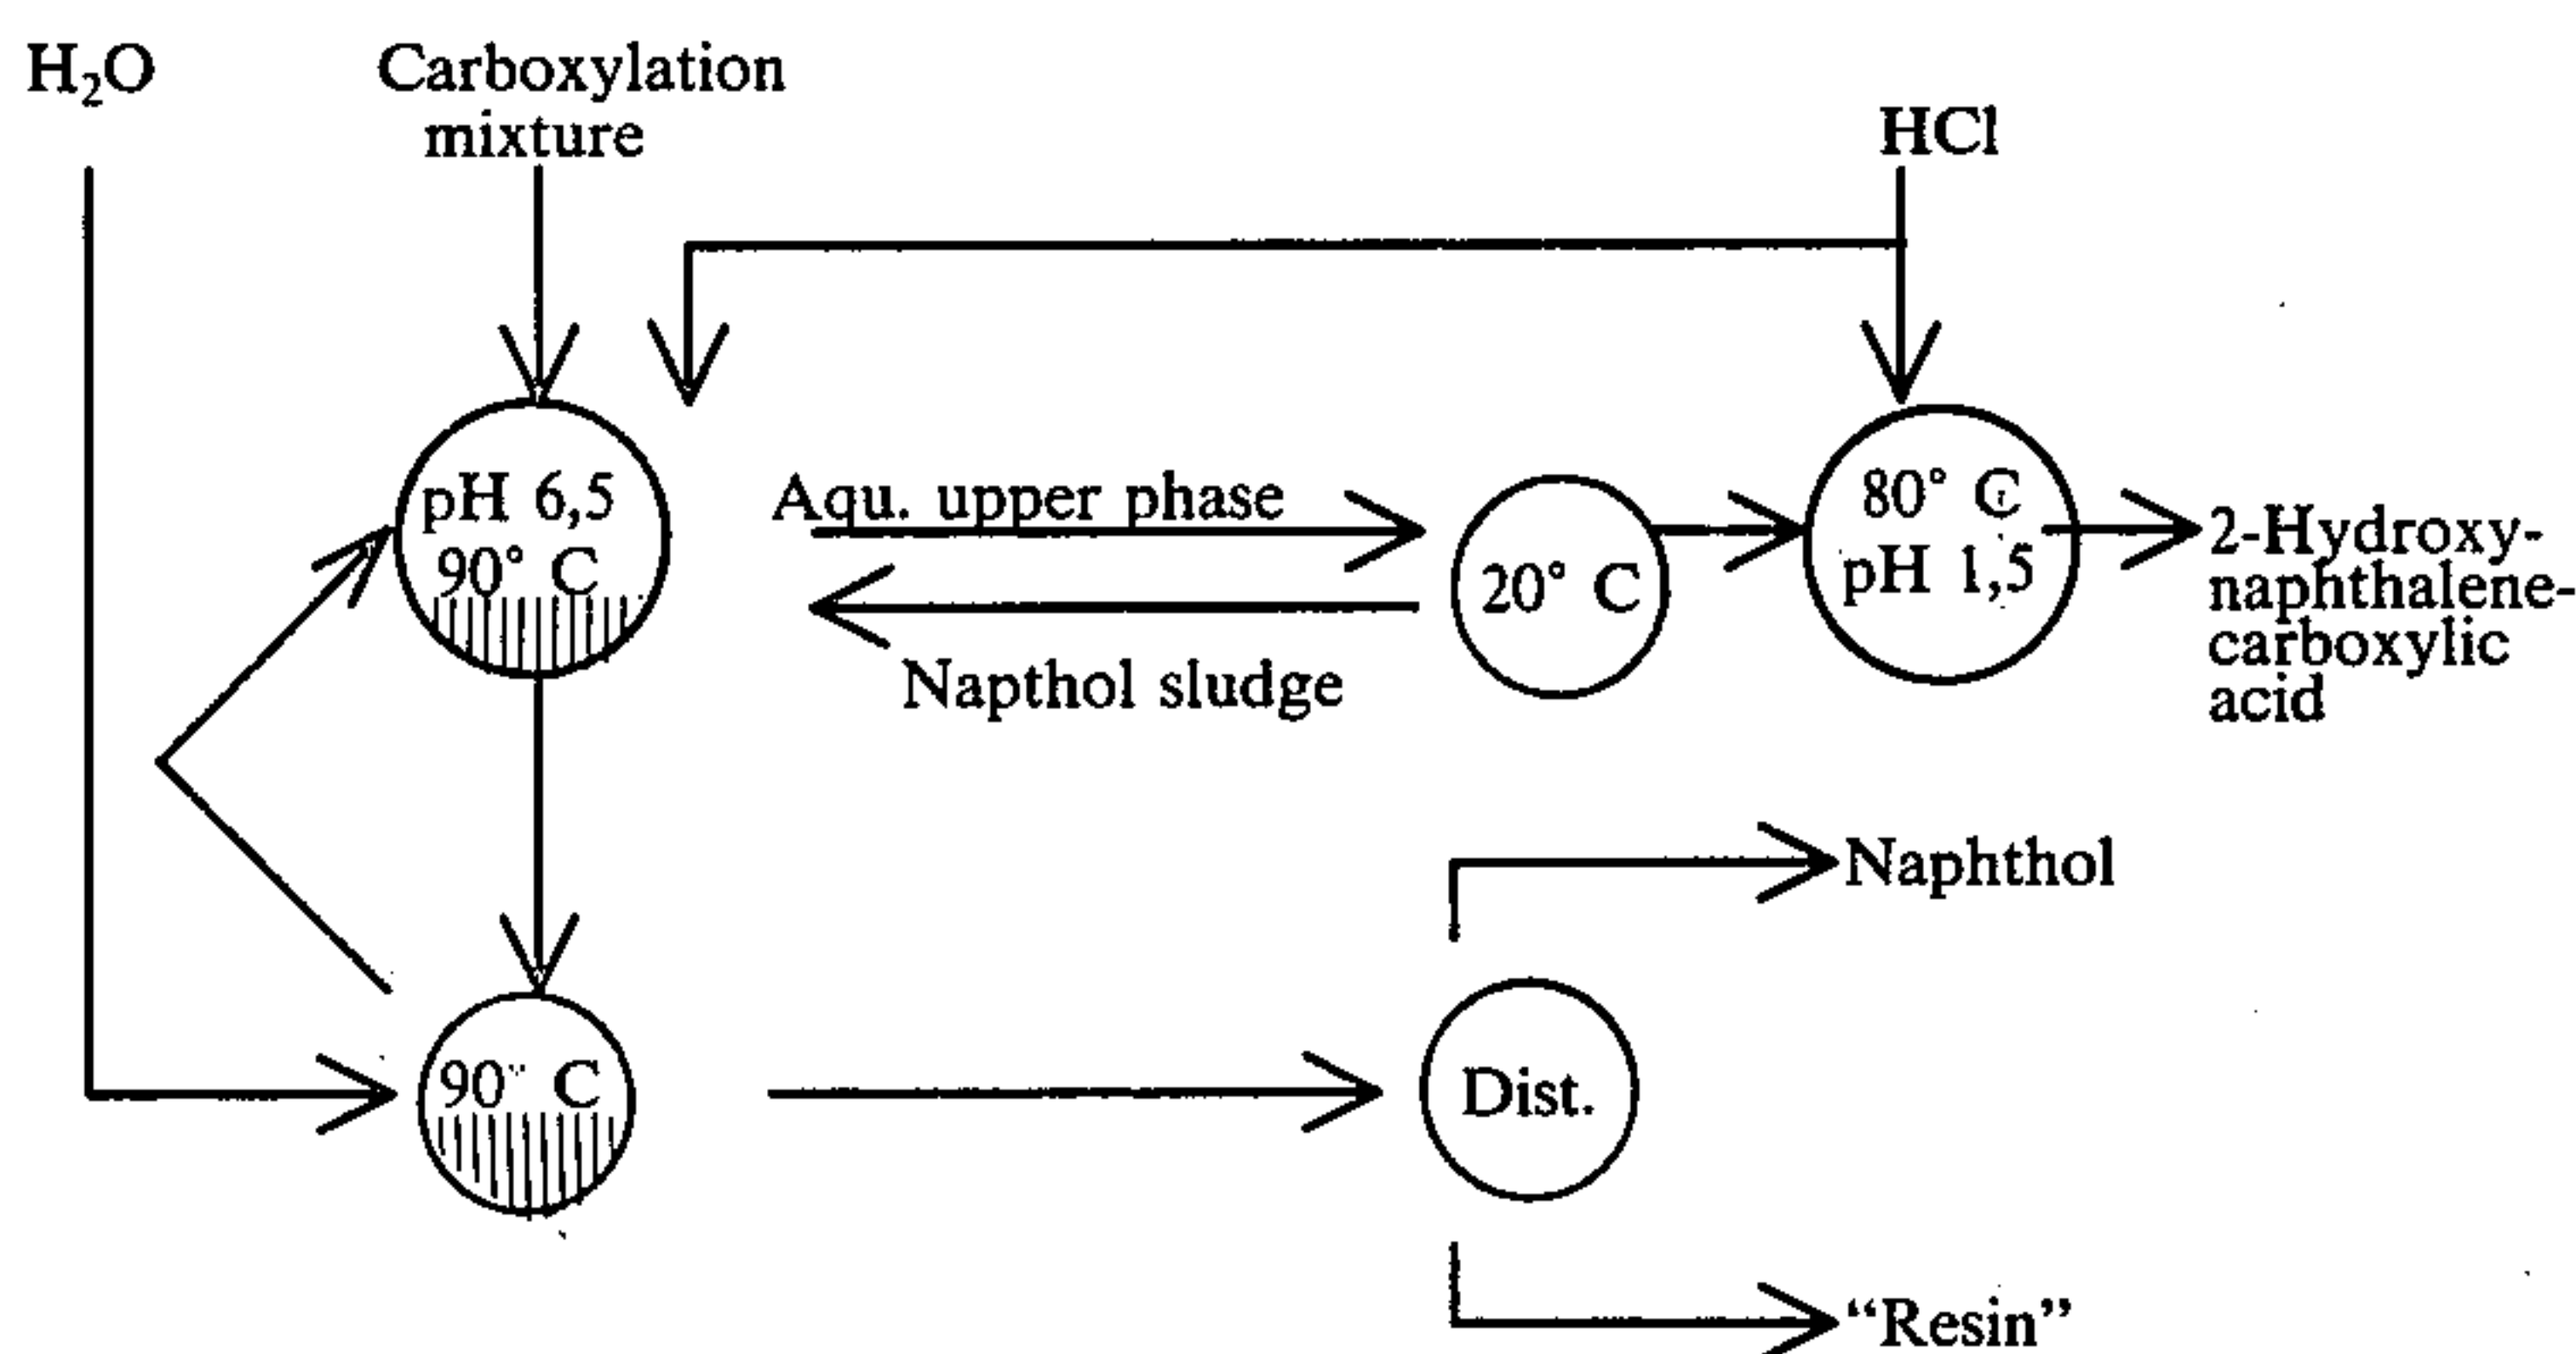 H₂O
Carboxylation
mixture
HCl
pH 6,5
90° C
Aqu. upper phase
Napthol sludge
20° C
80° C
pH 1,5
2-Hydroxy-
naphthalene-
carboxylic
acid
Naphthol
90° C
Dist.
“Resin”